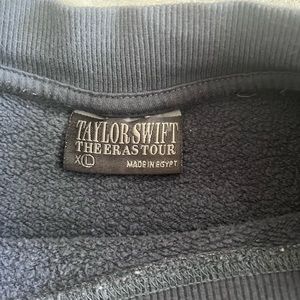 TAYLOR SWIFT
THE ERAS TOUR
XL
MADE IN EGYPT